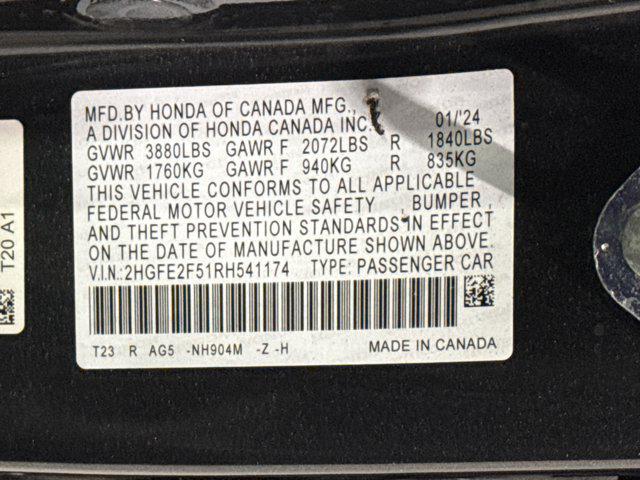 MFD.BY HONDA OF CANADA MFG.,
A DIVISION OF HONDA CANADA INC. 01/'24
GVWR 3880LBS GAWR F 2072LBS R 1840LBS
GVWR 1760KG GAWR F 940KG R 835KG
THIS VEHICLE CONFORMS TO ALL APPLICABLE
FEDERAL MOTOR VEHICLE SAFETY , BUMPER ,
AND THEFT PREVENTION STANDARDS IN EFFECT
ON THE DATE OF MANUFACTURE SHOWN ABOVE.
V.I.N.:2HGFE2F51RH541174 TYPE: PASSENGER CAR
T23 R AG5 -NH904M -Z -H MADE IN CANADA
T20 A1